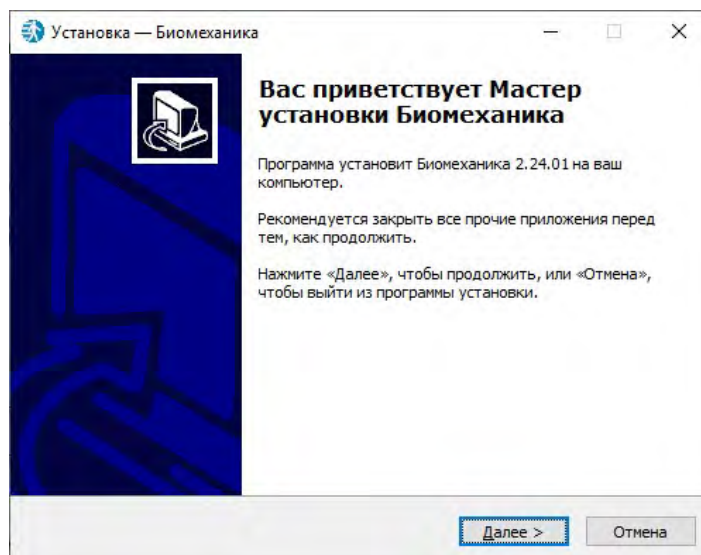 Установка — Биомеханика
Вас приветствует Мастер
установки Биомеханика
Программа установит Биомеханика 2.24.01 на ваш
компьютер.
Рекомендуется закрыть все прочие приложения перед
тем, как продолжить.
Нажмите «Далее», чтобы продолжить, или «Отмена»,
чтобы выйти из программы установки.
Далее >
Отмена